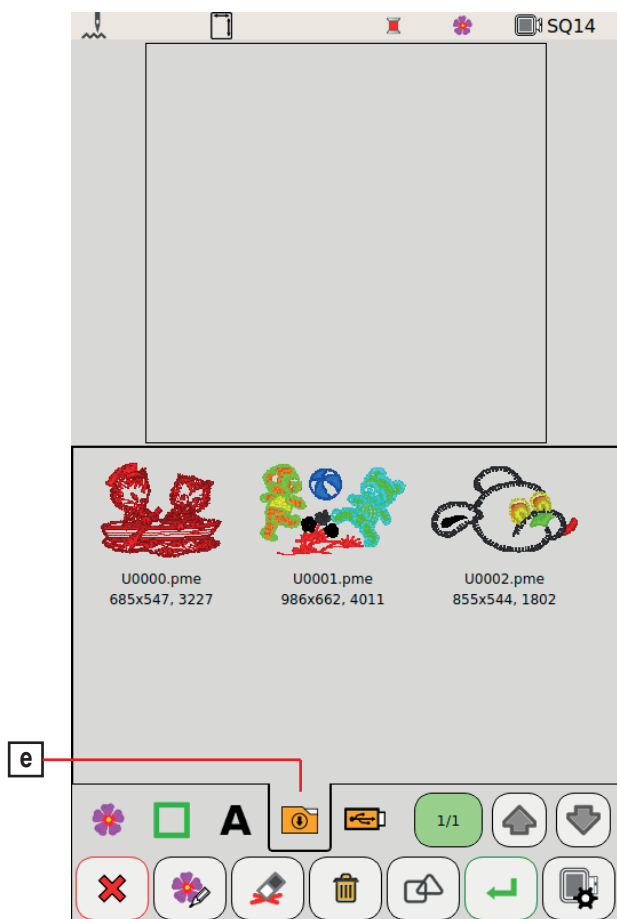 SQ14
U0000.pme U0001.pme U0002.pme
685x547, 3227 986x662, 4011 855x544, 1802
e
A 1/1